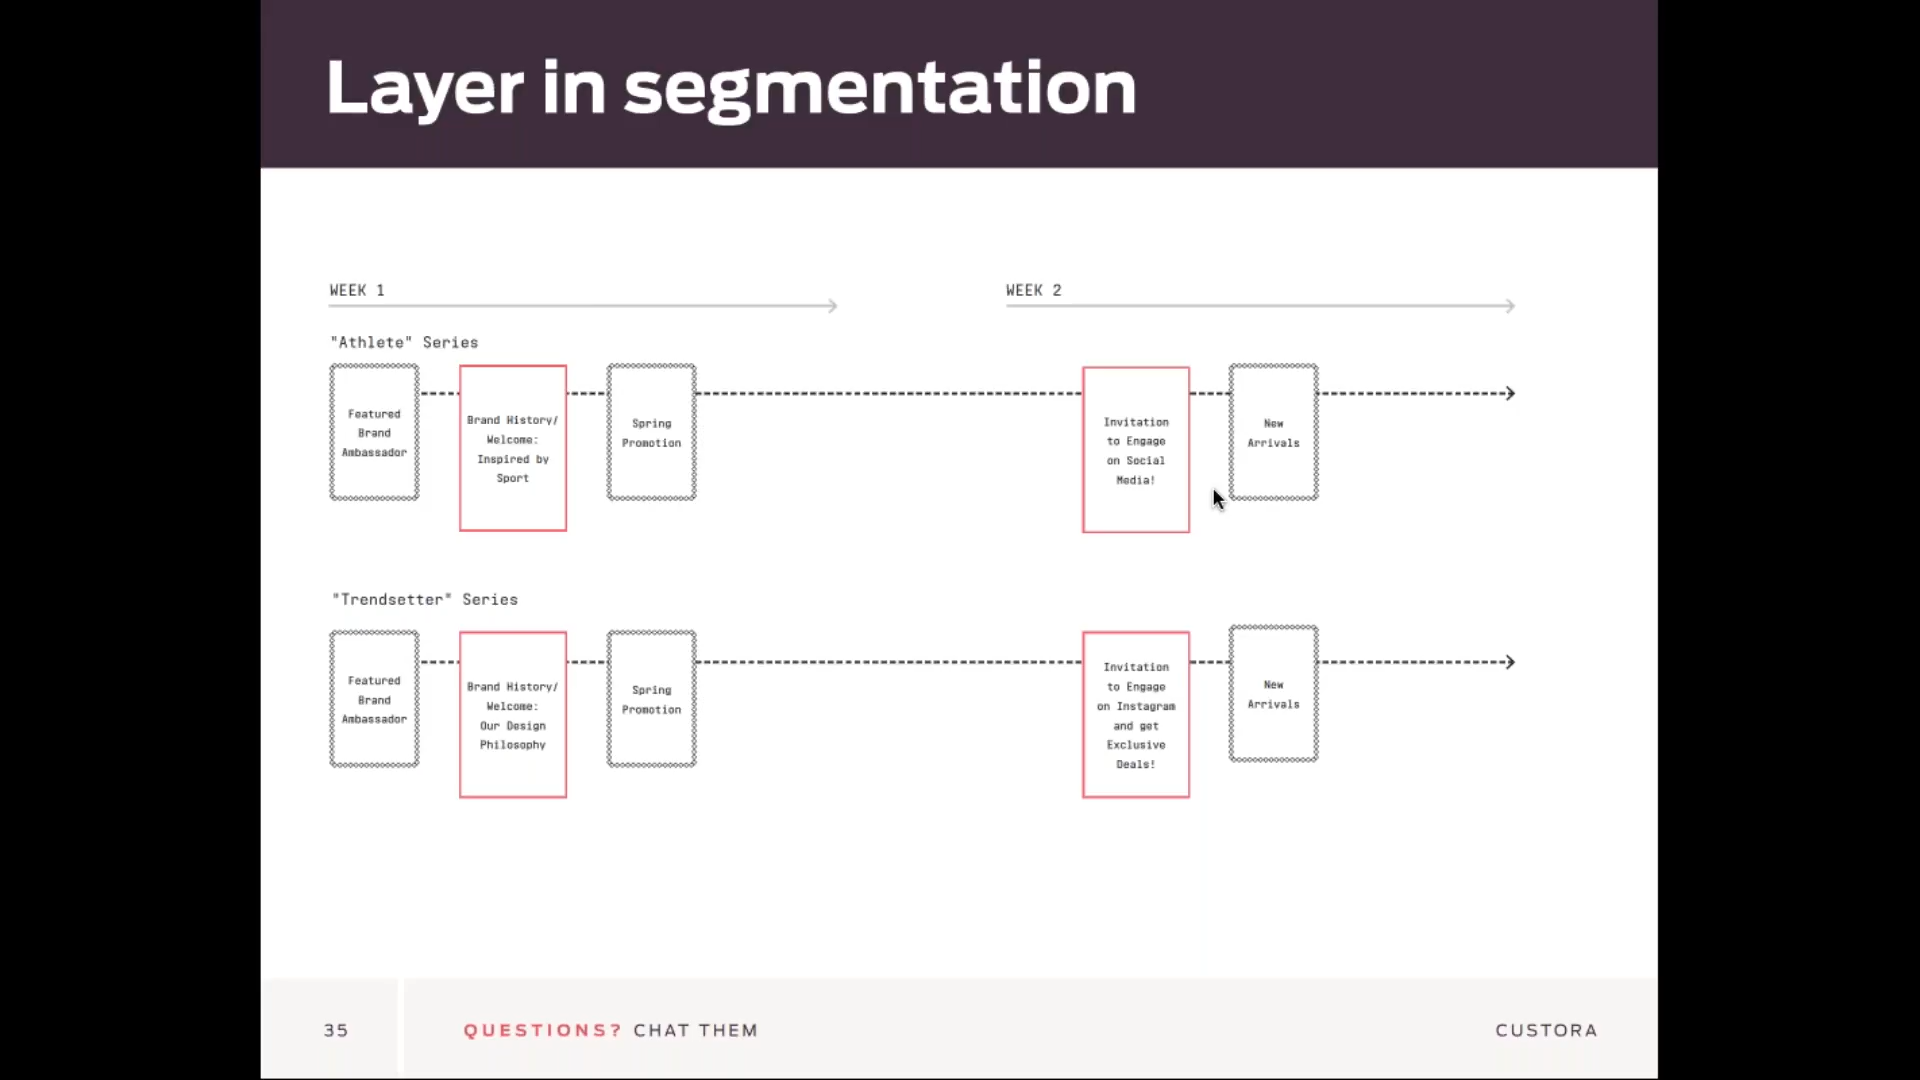 Layer in segmentation
WEEK 1
WEEK 2
"Athlete" Series
Featured
Brand
Ambassador
Brand History/
Welcome:
Inspired by
Sport
Spring
Promotion
Invitation
to Engage
on Social
Media!
New
Arrivals
"Trendsetter" Series
Featured
Brand
Ambassador
Brand History/
Welcome:
Our Design
Philosophy
Spring
Promotion
Invitation
to Engage
on Instagram
and get
Exclusive
Deals!
New
Arrivals
35
QUESTIONS? CHAT THEM
CUSTORA